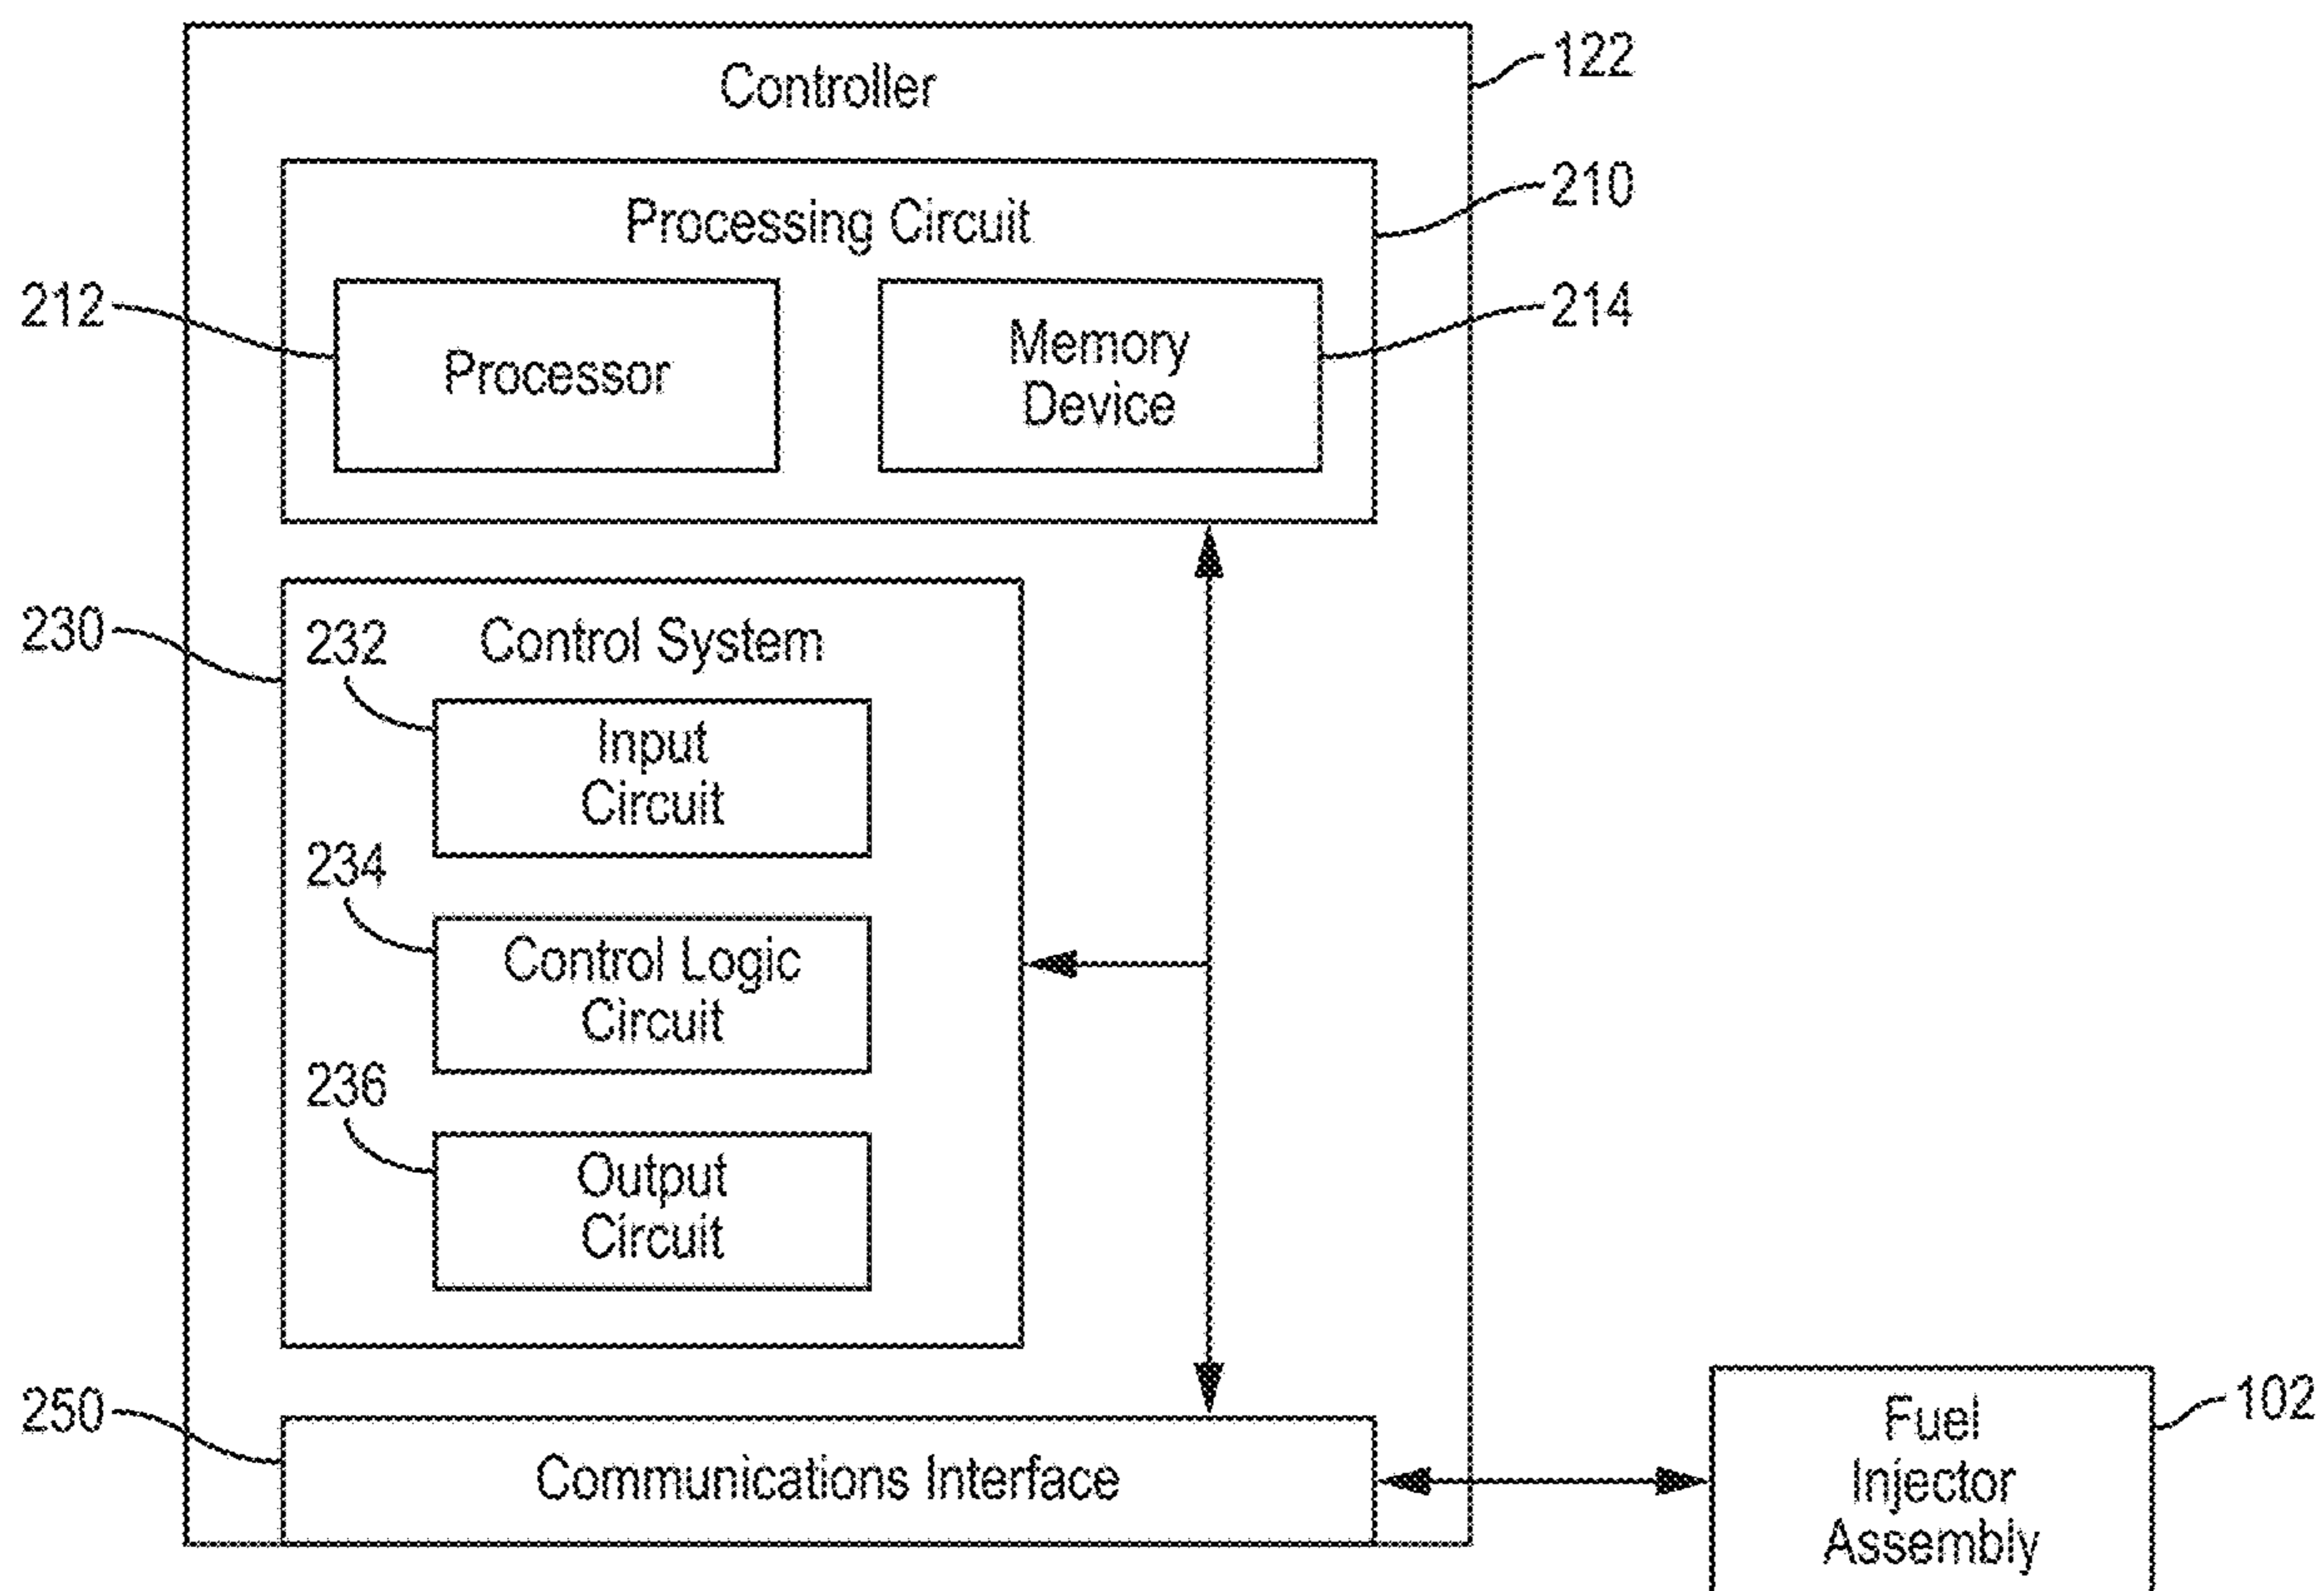 Controller
122
Processing Circuit
210
212
Processor
Memory
Device
214
230
Control System
232
Input
Circuit
234
Control Logic
Circuit
236
Output
Circuit
250
Communications Interface
Fuel
Injector
Assembly
102